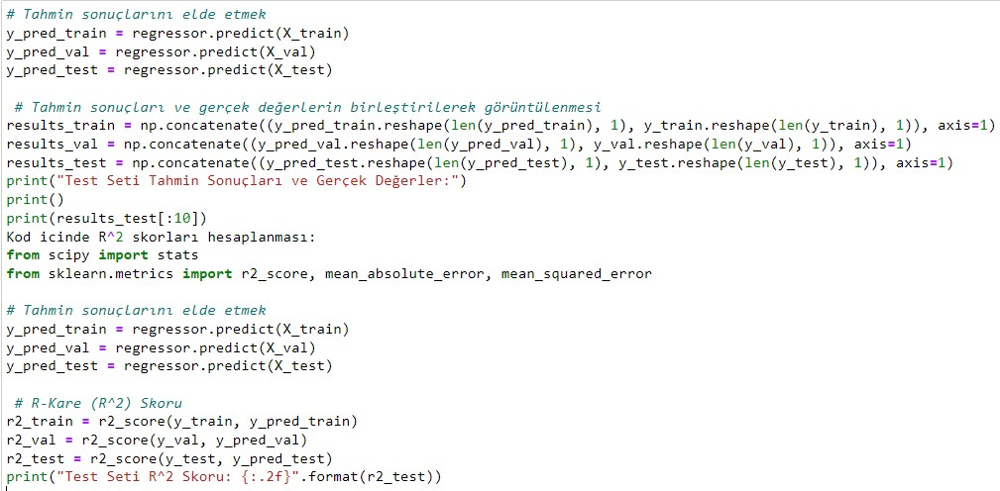 # Tahmin sonuçlarını elde etmek
y_pred_train = regressor.predict(X_train)
y_pred_val = regressor.predict(X_val)
y_pred_test = regressor.predict(X_test)
# Tahmin sonuçları ve gerçek değerlerin birleştirilerek görüntülenmesi
results_train = np.concatenate((y_pred_train.reshape(len(y_pred_train), 1), y_train.reshape(len(y_train), 1)), axis=1)
results_val = np.concatenate((y_pred_val.reshape(len(y_pred_val), 1), y_val.reshape(len(y_val), 1)), axis=1)
results_test = np.concatenate((y_pred_test.reshape(len(y_pred_test), 1), y_test.reshape(len(y_test), 1)), axis=1)
print("Test Seti Tahmin Sonuçları ve Gerçek Değerler:")
print()
print(results_test[:10])
Kod icinde R^2 skorları hesaplanması:
from scipy import stats
from sklearn.metrics import r2_score, mean_absolute_error, mean_squared_error
# Tahmin sonuçlarını elde etmek
y_pred_train = regressor.predict(X_train)
y_pred_val = regressor.predict(X_val)
y_pred_test = regressor.predict(X_test)
# R-Kare (R^2) Skoru
r2_train = r2_score(y_train, y_pred_train)
r2_val = r2_score(y_val, y_pred_val)
r2_test = r2_score(y_test, y_pred_test)
print("Test Seti R^2 Skoru: {:.2f}".format(r2_test))